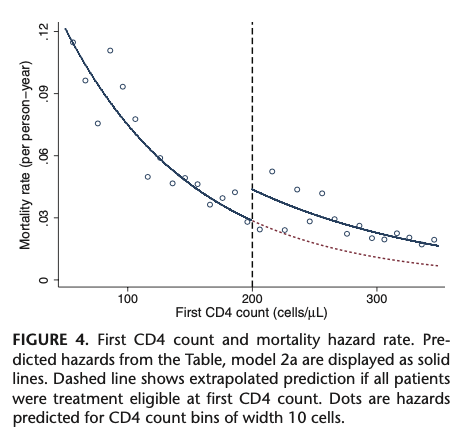 .12
.09
.06
.03
0
Mortality rate (per person–year)
100
200
300
First CD4 count (cells/μL)
FIGURE 4. First CD4 count and mortality hazard rate. Pre-
dicted hazards from the Table, model 2a are displayed as solid
lines. Dashed line shows extrapolated prediction if all patients
were treatment eligible at first CD4 count. Dots are hazards
predicted for CD4 count bins of width 10 cells.